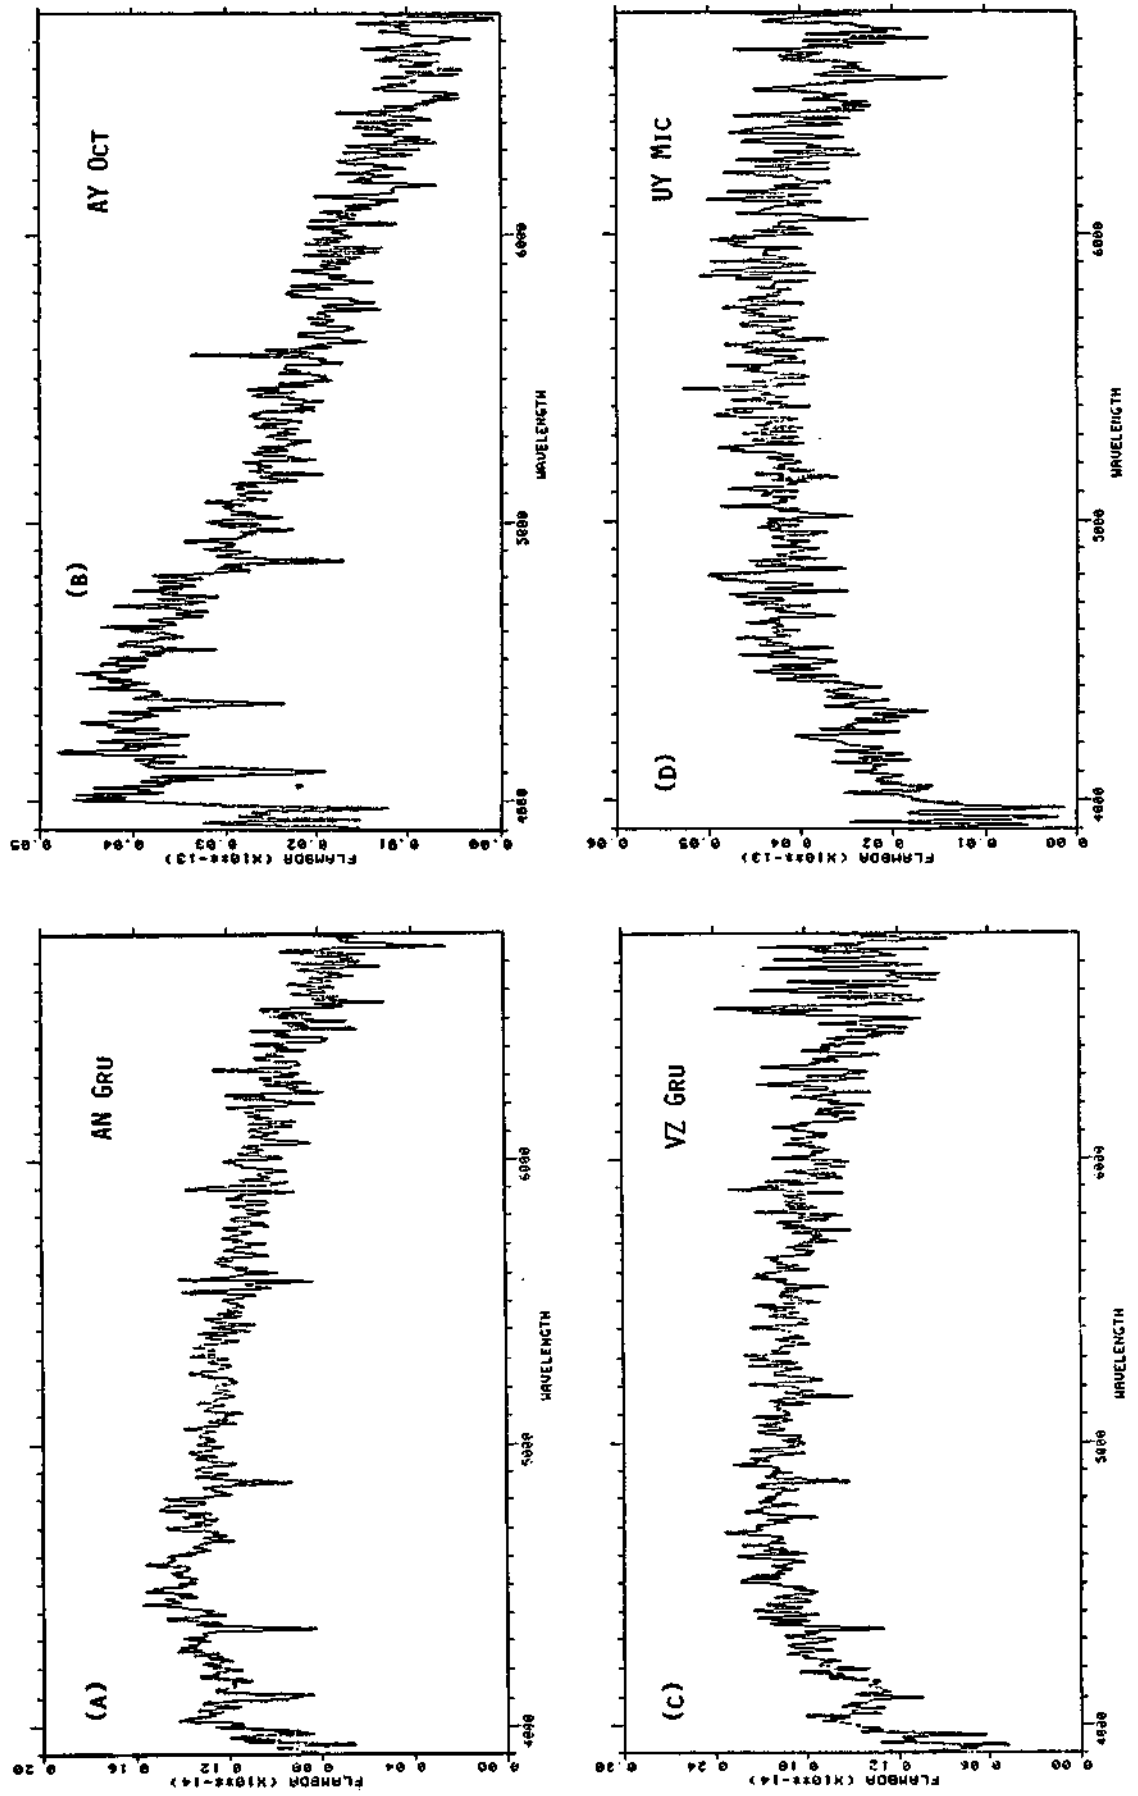 (A)
AN GRU
0.20
0.16
0.12
0.08
0.04
0.00
FLAMBDA (X10**-14)
4000
5000
6000
WAVELENGTH
(B)
AY OCT
0.05
0.04
0.03
0.02
0.01
0.00
FLAMBDA (X10**-13)
4000
5000
6000
WAVELENGTH
(C)
VZ GRU
0.30
0.24
0.18
0.12
0.06
0.00
FLAMBDA (X10**-14)
4000
5000
6000
WAVELENGTH
(D)
UY MIC
0.06
0.05
0.04
0.02
0.01
0.00
FLAMBDA (X10**-13)
4000
5000
6000
WAVELENGTH